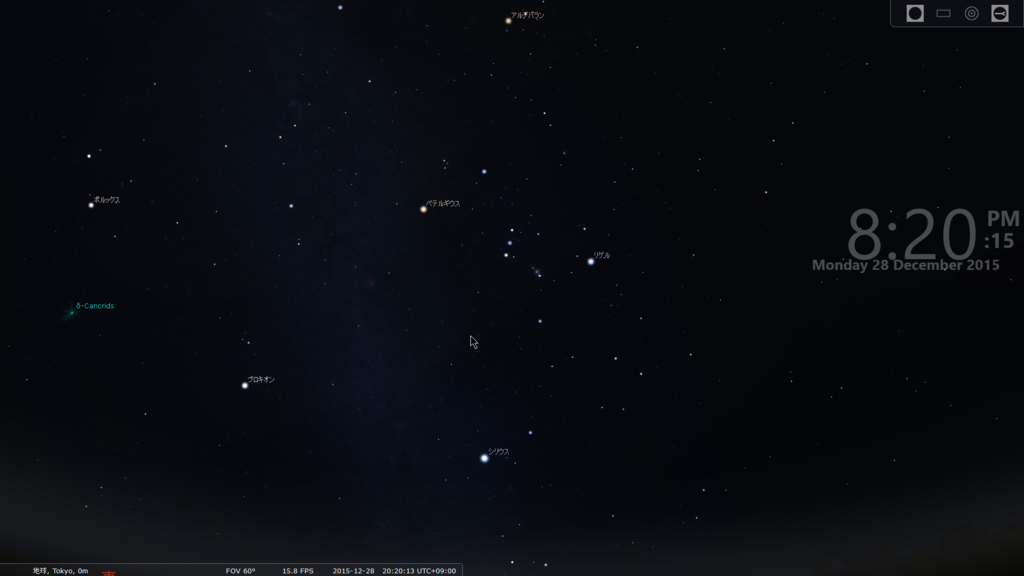 アルデバラン
ポルックス
ベテルギウス
8:20 PM :15
リゲル
Monday 28 December 2015
δ-Cancrids
プロキオン
シリウス
地球, Tokyo, 0m
FOV 60° 15.8 FPS 2015-12-28 20:20:13 UTC+09:00